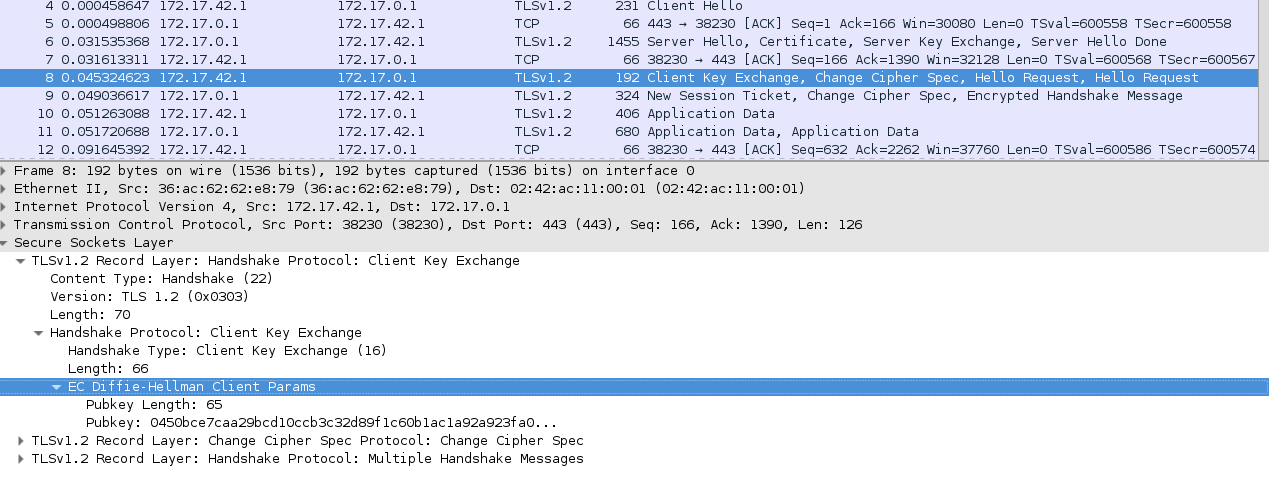 4 0.000458647 172.17.42.1 172.17.0.1 TLSv1.2 231 Client Hello
5 0.000498806 172.17.0.1 172.17.42.1 TCP 66 443 → 38230 [ACK] Seq=1 Ack=166 Win=30080 Len=0 TSval=600558 TSecr=600558
6 0.031535368 172.17.0.1 172.17.42.1 TLSv1.2 1455 Server Hello, Certificate, Server Key Exchange, Server Hello Done
7 0.031613311 172.17.42.1 172.17.0.1 TCP 66 38230 → 443 [ACK] Seq=166 Ack=1390 Win=32128 Len=0 TSval=600568 TSecr=600567
8 0.045324623 172.17.42.1 172.17.0.1 TLSv1.2 192 Client Key Exchange, Change Cipher Spec, Hello Request, Hello Request
9 0.049036617 172.17.0.1 172.17.42.1 TLSv1.2 324 New Session Ticket, Change Cipher Spec, Encrypted Handshake Message
10 0.051263088 172.17.42.1 172.17.0.1 TLSv1.2 406 Application Data
11 0.051720688 172.17.0.1 172.17.42.1 TLSv1.2 680 Application Data, Application Data
12 0.091645392 172.17.42.1 172.17.0.1 TCP 66 38230 → 443 [ACK] Seq=632 Ack=2262 Win=37760 Len=0 TSval=600586 TSecr=600574
Frame 8: 192 bytes on wire (1536 bits), 192 bytes captured (1536 bits) on interface 0
Ethernet II, Src: 36:ac:62:62:e8:79 (36:ac:62:62:e8:79), Dst: 02:42:ac:11:00:01 (02:42:ac:11:00:01)
Internet Protocol Version 4, Src: 172.17.42.1, Dst: 172.17.0.1
Transmission Control Protocol, Src Port: 38230 (38230), Dst Port: 443 (443), Seq: 166, Ack: 1390, Len: 126
Secure Sockets Layer
TLSv1.2 Record Layer: Handshake Protocol: Client Key Exchange
Content Type: Handshake (22)
Version: TLS 1.2 (0x0303)
Length: 70
Handshake Protocol: Client Key Exchange
Handshake Type: Client Key Exchange (16)
Length: 66
EC Diffie-Hellman Client Params
Pubkey Length: 65
Pubkey: 0450bce7caa29bcd10ccb3c32d89f1c60b1ac1a92a923fa0...
TLSv1.2 Record Layer: Change Cipher Spec Protocol: Change Cipher Spec
TLSv1.2 Record Layer: Handshake Protocol: Multiple Handshake Messages